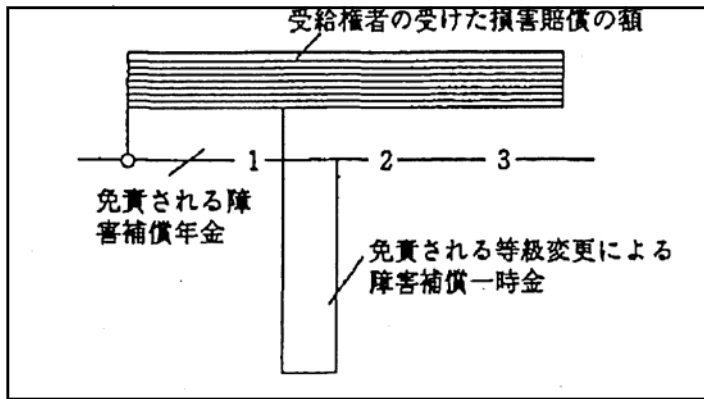 受給権者の受けた損害賠償の額
1
2
3
免責される障
害補償年金
免責される等級変更による
障害補償一時金